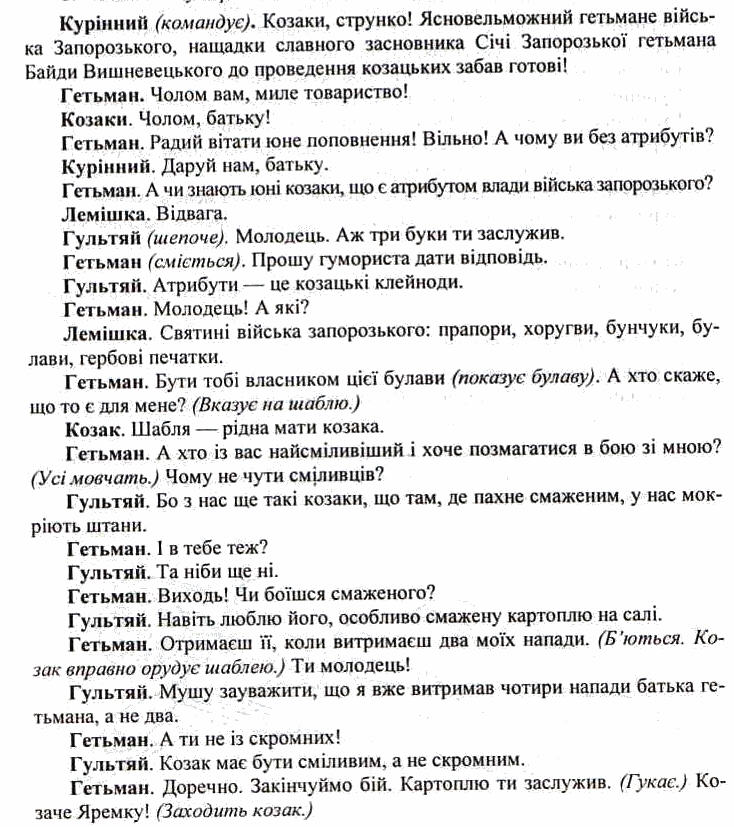 Курінний (командує). Козаки, струнко! Ясновельможний гетьмане війсь-
ка Запорозького, нащадки славного засновника Січі Запорозької гетьмана
Байди Вишневецького до проведення козацьких забав готові!
Гетьман. Чолом вам, миле товариство!
Козаки. Чолом, батьку!
Гетьман. Радий вітати юне поповнення! Вільно! А чому ви без атрибутів?
Курінний. Даруй нам, батьку.
Гетьман. А чи знають юні козаки, що є атрибутом влади війська запорозького?
Лемішка. Відвага.
Гультяй (шепоче). Молодець. Аж три буки ти заслужив.
Гетьман (сміється). Прошу гумориста дати відповідь.
Гультяй. Атрибути — це козацькі клейноди.
Гетьман. Молодець! А які?
Лемішка. Святині війська запорозького: прапори, хоругви, бунчуки, бу-
лави, гербові печатки.
Гетьман. Бути тобі власником цієї булави (показує булаву). А хто скаже,
що то є для мене? (Вказує на шаблю.)
Козак. Шабля — рідна мати козака.
Гетьман. А хто із вас найсміливіший і хоче позмагатися в бою зі мною?
(Усі мовчать.) Чому не чути сміливців?
Гультяй. Бо з нас ще такі козаки, що там, де пахне смаженим, у нас мок-
ріють штани.
Гетьман. І в тебе теж?
Гультяй. Та ніби ще ні.
Гетьман. Виходь! Чи боїшся смаженого?
Гультяй. Навіть люблю його, особливо смажену картоплю на салі.
Гетьман. Отримаєш її, коли витримаєш два моїх напади. (Б'ються. Ко-
зак вправно орудує шаблею.) Ти молодець!
Гультяй. Мушу зауважити, що я вже витримав чотири напади батька ге-
тьмана, а не два.
Гетьман. А ти не із скромних!
Гультяй. Козак має бути сміливим, а не скромним.
Гетьман. Доречно. Закінчуймо бій. Картоплю ти заслужив. (Гукає.) Ко-
заче Яремку! (Заходить козак.)